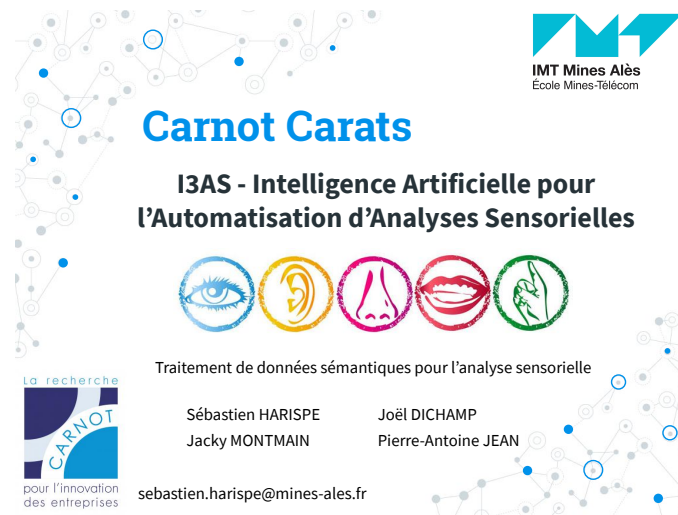 IMT Mines Alès
École Mines-Télécom
Carnot Carats
I3AS - Intelligence Artificielle pour
l’Automatisation d’Analyses Sensorielles
Traitement de données sémantiques pour l’analyse sensorielle
La recherche
CARNOT
pour l’innovation
des entreprises
Sébastien HARISPE
Joël DICHAMP
Jacky MONTMAIN
Pierre-Antoine JEAN
sebastien.harispe@mines-ales.fr